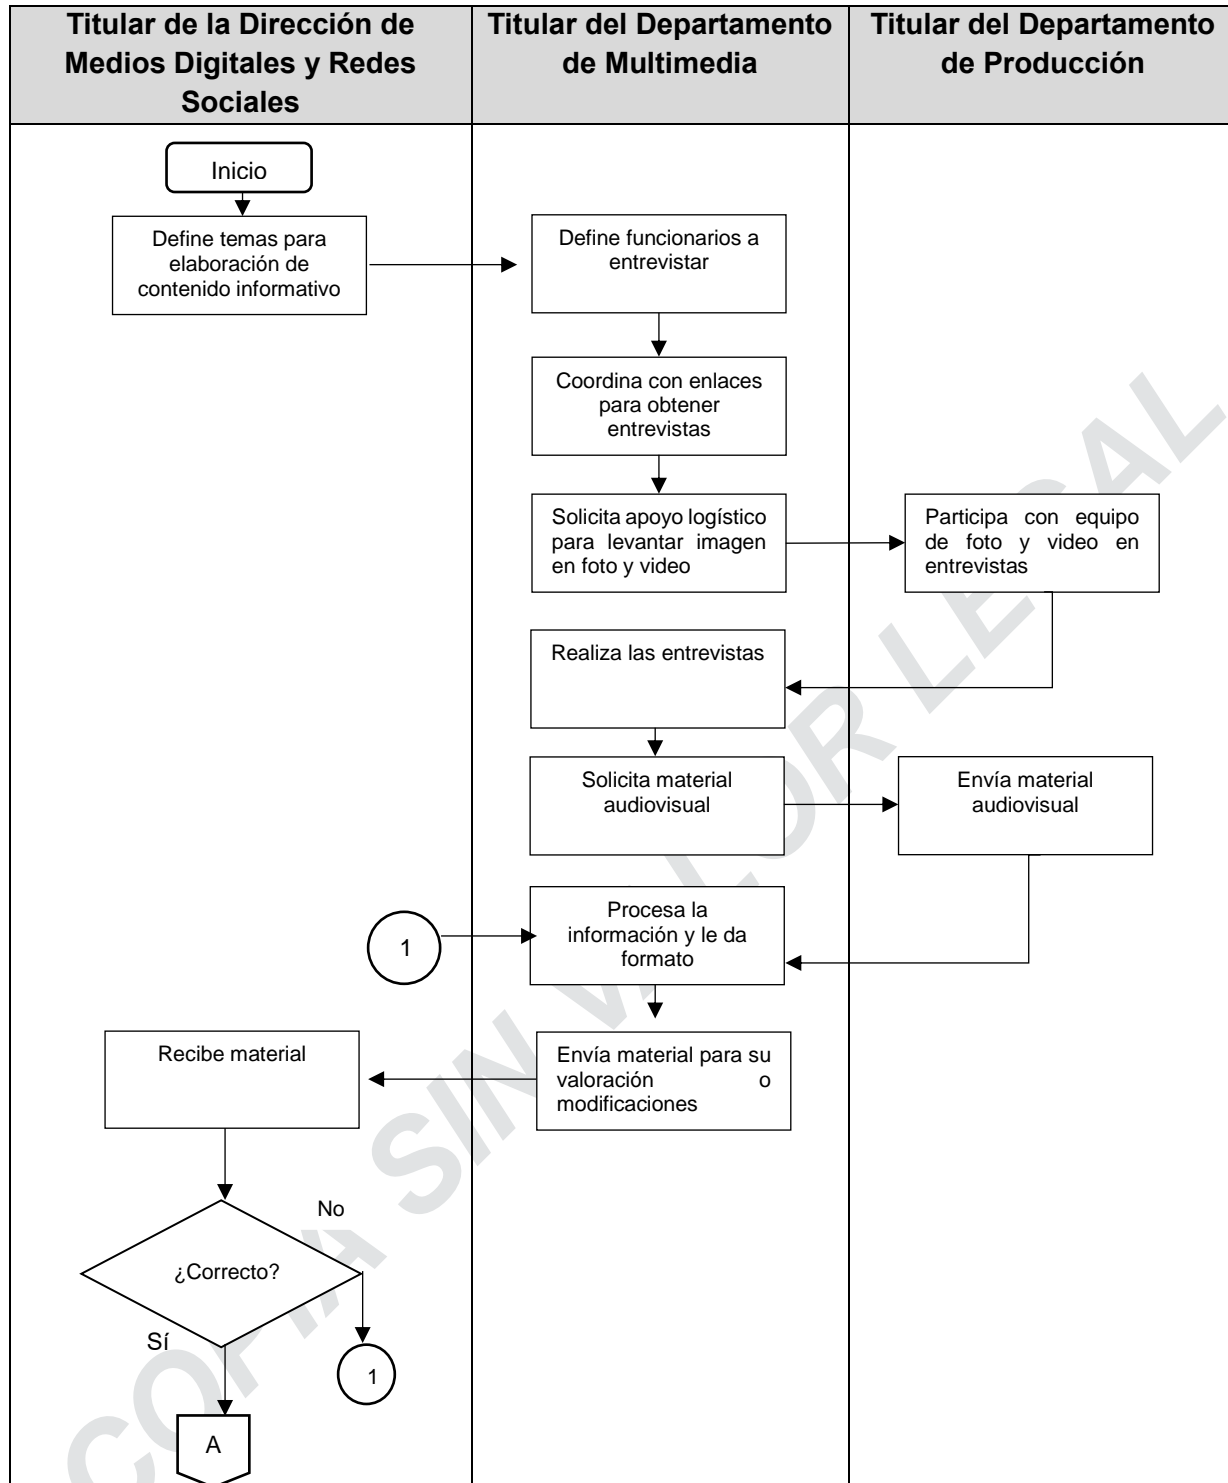 Titular de la Dirección de
Medios Digitales y Redes
Sociales
Titular del Departamento
de Multimedia
Titular del Departamento
de Producción
Inicio
Define temas para
elaboración de
contenido informativo
Define funcionarios a
entrevistar
Coordina con enlaces
para obtener
entrevistas
Solicita apoyo logístico
para levantar imagen
en foto y video
Participa con equipo
de foto y video en
entrevistas
Realiza las entrevistas
Solicita material
audiovisual
Envía material
audiovisual
1
Procesa la
información y le da
formato
Recibe material
Envía material para su
valoración o
modificaciones
No
¿Correcto?
Sí
1
A
COPIA SIN VALOR LEGAL